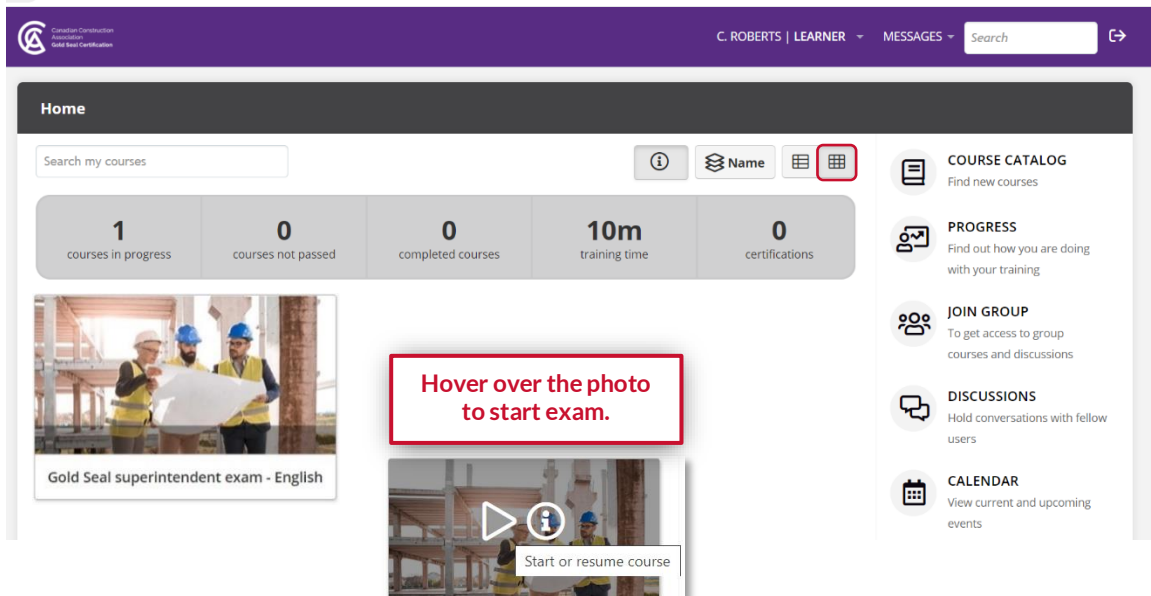 Canadian Construction
Association
Gold Seal Certification
C. ROBERTS | LEARNER
MESSAGES
Search
Home
Search my courses
Name
1
courses in progress
0
courses not passed
0
completed courses
10m
training time
0
certifications
COURSE CATALOG
Find new courses
PROGRESS
Find out how you are doing
with your training
JOIN GROUP
To get access to group
courses and discussions
DISCUSSIONS
Hold conversations with fellow
users
CALENDAR
View current and upcoming
events
Gold Seal superintendent exam - English
Hover over the photo
to start exam.
Start or resume course